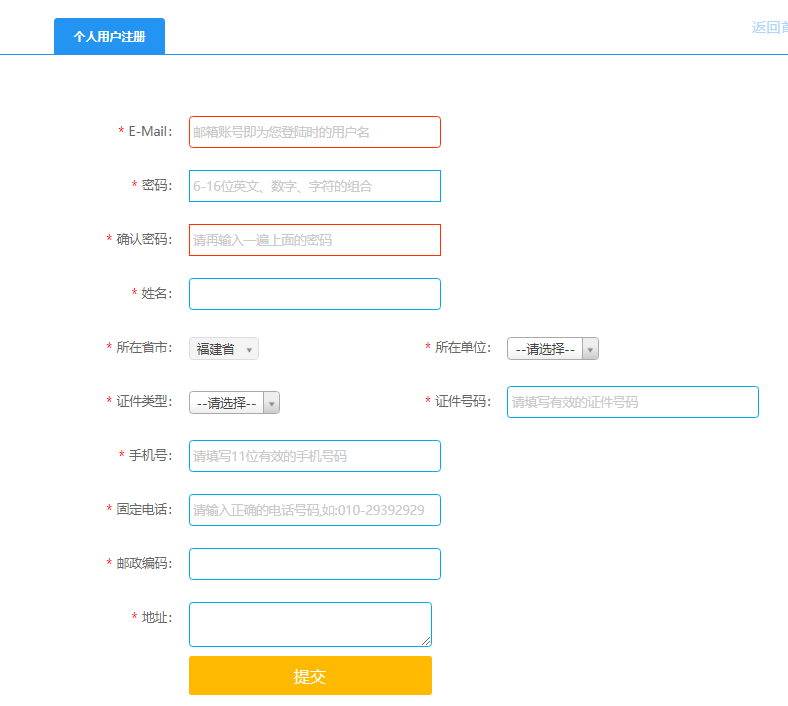 个人用户注册
返回首
* E-Mail:
邮箱账号即为您登陆时的用户名
* 密码:
6-16位英文、数字、字符的组合
* 确认密码:
请再输入一遍上面的密码
* 姓名:
* 所在省市: 福建省 * 所在单位: --请选择--
* 证件类型: --请选择-- * 证件号码: 请填写有效的证件号码
* 手机号: 请填写11位有效的手机号码
* 固定电话: 请输入正确的电话号码,如:010-29392929
* 邮政编码:
* 地址:
提交